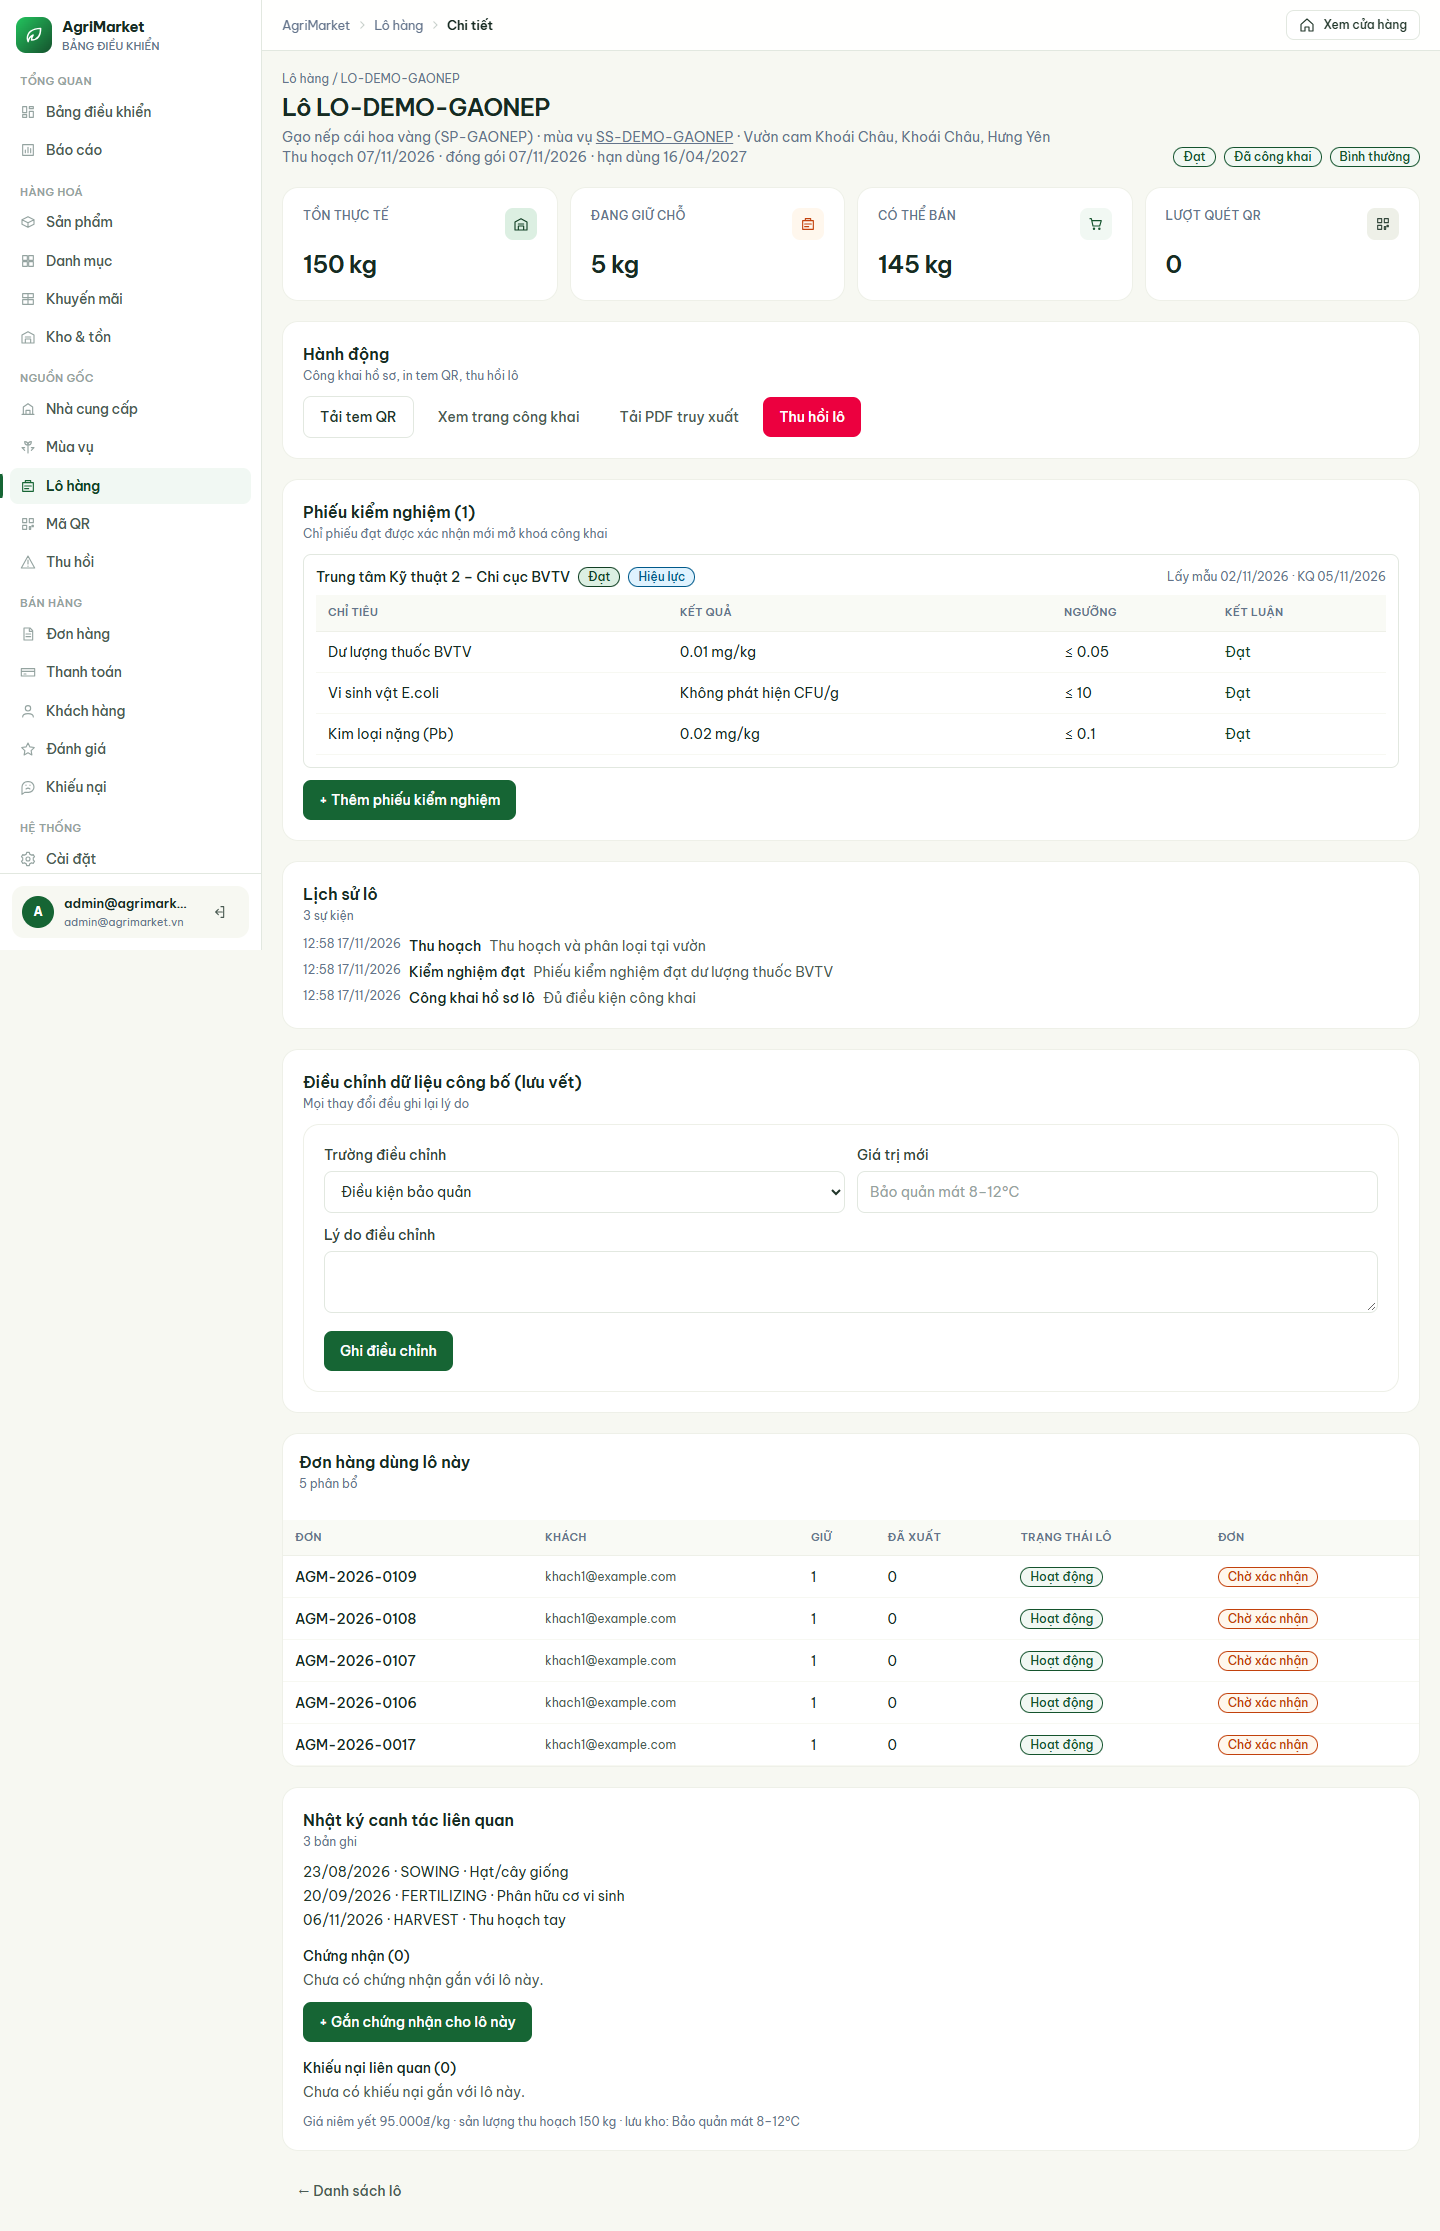 AgriMarket
BẢNG ĐIỀU KHIỂN
TỔNG QUAN
Bảng điều khiển
Báo cáo
HÀNG HOÁ
Sản phẩm
Danh mục
Khuyến mãi
Kho & tồn
NGUỒN GỐC
Nhà cung cấp
Mùa vụ
Lô hàng
Mã QR
Thu hồi
BÁN HÀNG
Đơn hàng
Thanh toán
Khách hàng
Đánh giá
Khiếu nại
HỆ THỐNG
Cài đặt
A
admin@agrimark...
admin@agrimarket.vn
AgriMarket > Lô hàng > Chi tiết
Xem cửa hàng
Lô hàng / LO-DEMO-GAONEP
Lô LO-DEMO-GAONEP
Gạo nếp cái hoa vàng (SP-GAONEP) · mùa vụ SS-DEMO-GAONEP · Vườn cam Khoái Châu, Khoái Châu, Hưng Yên
Thu hoạch 07/11/2026 · đóng gói 07/11/2026 · hạn dùng 16/04/2027
Đạt Đã công khai Bình thường
TỒN THỰC TẾ
150 kg
ĐANG GIỮ CHỖ
5 kg
CÓ THỂ BÁN
145 kg
LƯỢT QUÉT QR
0
Hành động
Công khai hồ sơ, in tem QR, thu hồi lô
Tải tem QR Xem trang công khai Tải PDF truy xuất Thu hồi lô
Phiếu kiểm nghiệm (1)
Chỉ phiếu đạt được xác nhận mới mở khoá công khai
Trung tâm Kỹ thuật 2 – Chi cục BVTV Đạt Hiệu lực Lấy mẫu 02/11/2026 · KQ 05/11/2026
CHỈ TIÊU KẾT QUẢ NGƯỠNG KẾT LUẬN
Dư lượng thuốc BVTV 0.01 mg/kg ≤ 0.05 Đạt
Vi sinh vật E.coli Không phát hiện CFU/g ≤ 10 Đạt
Kim loại nặng (Pb) 0.02 mg/kg ≤ 0.1 Đạt
+ Thêm phiếu kiểm nghiệm
Lịch sử lô
3 sự kiện
12:58 17/11/2026 Thu hoạch Thu hoạch và phân loại tại vườn
12:58 17/11/2026 Kiểm nghiệm đạt Phiếu kiểm nghiệm đạt dư lượng thuốc BVTV
12:58 17/11/2026 Công khai hồ sơ lô Đủ điều kiện công khai
Điều chỉnh dữ liệu công bố (lưu vết)
Mọi thay đổi đều ghi lại lý do
Trường điều chỉnh Giá trị mới
Điều kiện bảo quản Bảo quản mát 8–12°C
Lý do điều chỉnh
Ghi điều chỉnh
Đơn hàng dùng lô này
5 phân bổ
ĐƠN KHÁCH GIỮ ĐÃ XUẤT TRẠNG THÁI LÔ ĐƠN
AGM-2026-0109 khach1@example.com 1 0 Hoạt động Chờ xác nhận
AGM-2026-0108 khach1@example.com 1 0 Hoạt động Chờ xác nhận
AGM-2026-0107 khach1@example.com 1 0 Hoạt động Chờ xác nhận
AGM-2026-0106 khach1@example.com 1 0 Hoạt động Chờ xác nhận
AGM-2026-0017 khach1@example.com 1 0 Hoạt động Chờ xác nhận
Nhật ký canh tác liên quan
3 bản ghi
23/08/2026 · SOWING · Hạt/cây giống
20/09/2026 · FERTILIZING · Phân hữu cơ vi sinh
06/11/2026 · HARVEST · Thu hoạch tay
Chứng nhận (0)
Chưa có chứng nhận gắn với lô này.
+ Gắn chứng nhận cho lô này
Khiếu nại liên quan (0)
Chưa có khiếu nại gắn với lô này.
Giá niêm yết 95.000₫/kg · sản lượng thu hoạch 150 kg · lưu kho: Bảo quản mát 8–12°C
← Danh sách lô